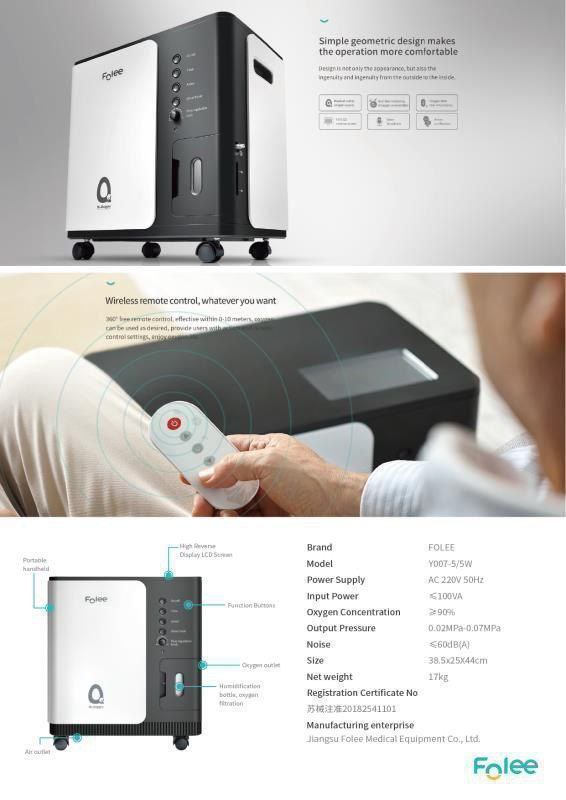 Folee
Simple geometric design makes
the operation more comfortable
Design is not only the appearance, but also the
ingenuity and ingenuity from the outside to the inside.
Wireless remote control, whatever you want
360° free remote control, effective within 0-10 meters, oxygen
can be used as desired, provide users with
control settings, enjoy
High Reverse
Display LCD Screen
Portable
handheld
Folee
Function Buttons
Oxygen outlet
Humidification
bottle, oxygen
filtration
Air outlet
Brand FOLEE
Model Y007-5/5W
Power Supply AC 220V 50Hz
Input Power ≤100VA
Oxygen Concentration ≥90%
Output Pressure 0.02MPa-0.07MPa
Noise ≤60dB(A)
Size 38.5x25X44cm
Net weight 17kg
Registration Certificate No
苏械注准20182541101
Manufacturing enterprise
Jiangsu Folee Medical Equipment Co., Ltd.
Folee